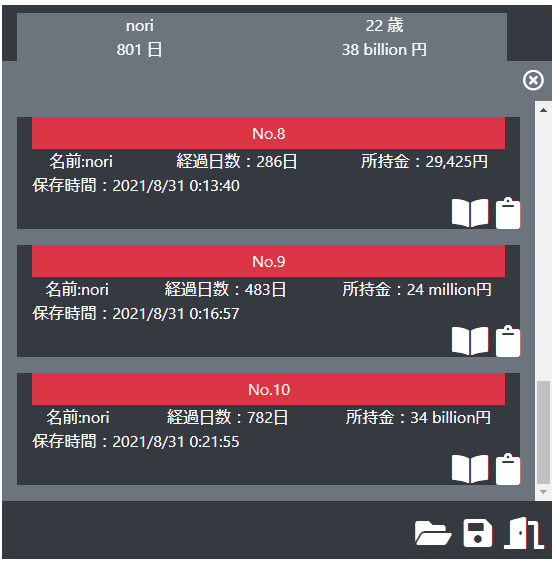 nori 22 歳
801 日 38 billion 円
No.8
名前:nori 経過日数：286日 所持金：29,425円
保存時間：2021/8/31 0:13:40
No.9
名前:nori 経過日数：483日 所持金：24 million円
保存時間：2021/8/31 0:16:57
No.10
名前:nori 経過日数：782日 所持金：34 billion円
保存時間：2021/8/31 0:21:55